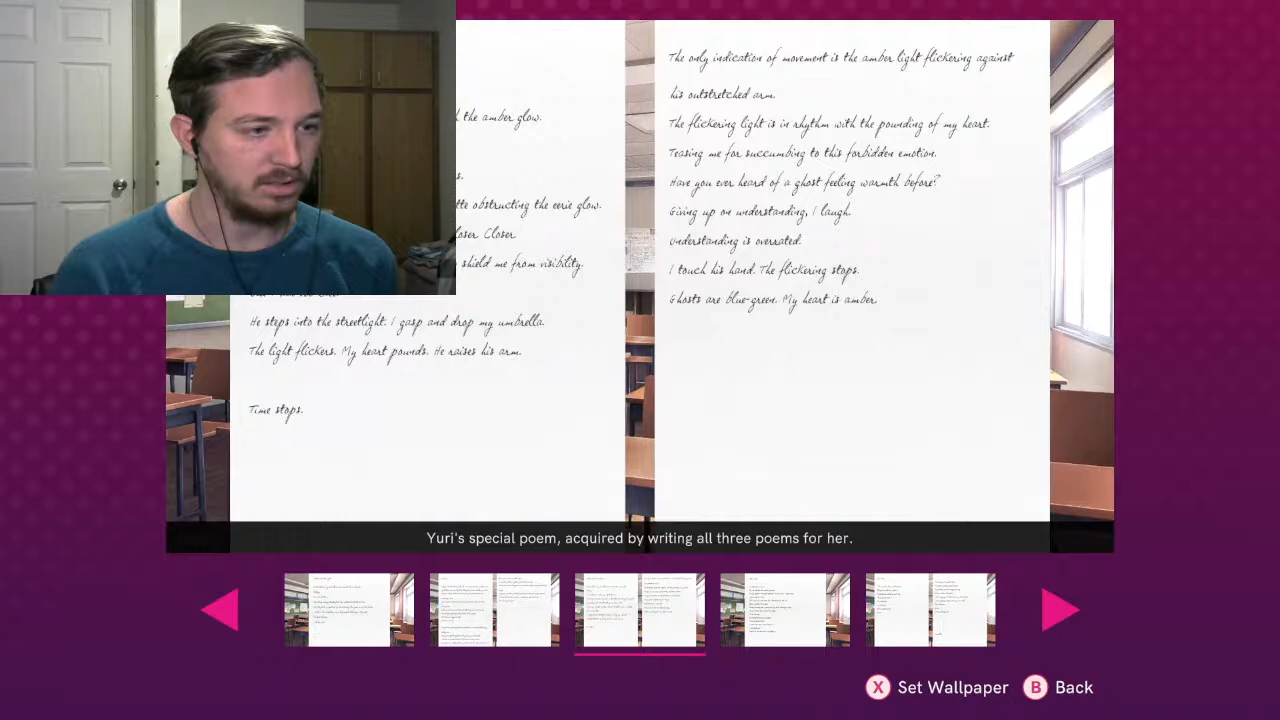 the amber glow.
s.
tte obstructing the eerie glow.
loser. Closer.
shield me from visibility.
He steps into the streetlight. I gasp and drop my umbrella.
The light flickers. My heart pounds. He raises his arm.
Time stops.
The only indication of movement is the amber light flickering against
his outstretched arm.
The flickering light is in rhythm with the pounding of my heart.
Teasing me for succumbing to this forbidden emotion.
Have you ever heard of a ghost feeling warmth before?
Giving up on understanding, I laugh.
Understanding is overrated.
I touch his hand. The flickering stops.
Ghosts are blue-green. My heart is amber.
Yuri's special poem, acquired by writing all three poems for her.
X Set Wallpaper B Back